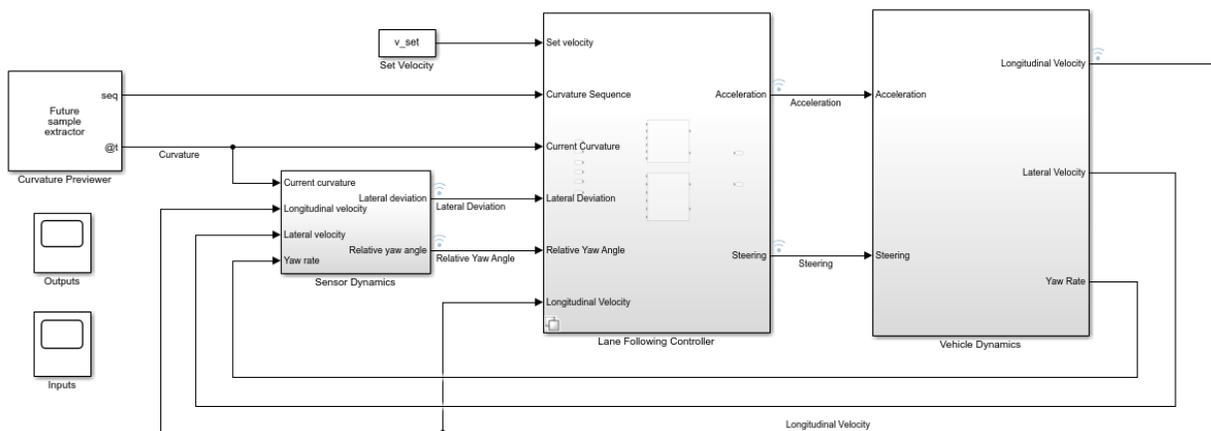 v_set
Set Velocity
Future
sample
extractor
seq
@t
Curvature Previewer
Curvature
Outputs
Inputs
Current curvature
Longitudinal velocity
Lateral velocity
Yaw rate
Lateral deviation
Relative yaw angle
Sensor Dynamics
Lateral Deviation
Relative Yaw Angle
Set velocity
Curvature Sequence
Current Curvature
Lateral Deviation
Relative Yaw Angle
Longitudinal Velocity
Acceleration
Steering
Lane Following Controller
Acceleration
Steering
Acceleration
Steering
Longitudinal Velocity
Lateral Velocity
Yaw Rate
Vehicle Dynamics
Longitudinal Velocity